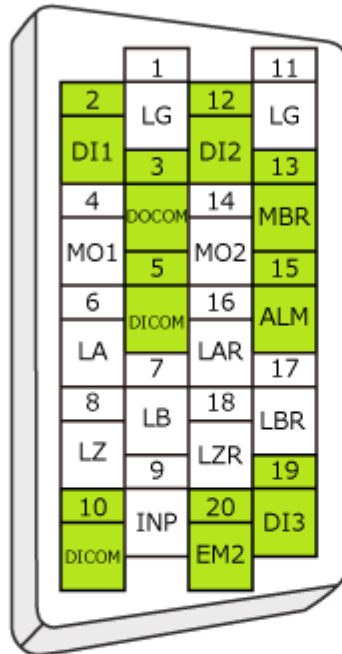 1 11
2 12
LG LG
DI1 3 DI2 13
4 DOCOM 14 MBR
MO1 5 MO2 15
6 DICOM 16 ALM
LA 7 LAR 17
8 LB 18 LBR
LZ 9 LZR 19
10 INP 20 DI3
DICOM EM2